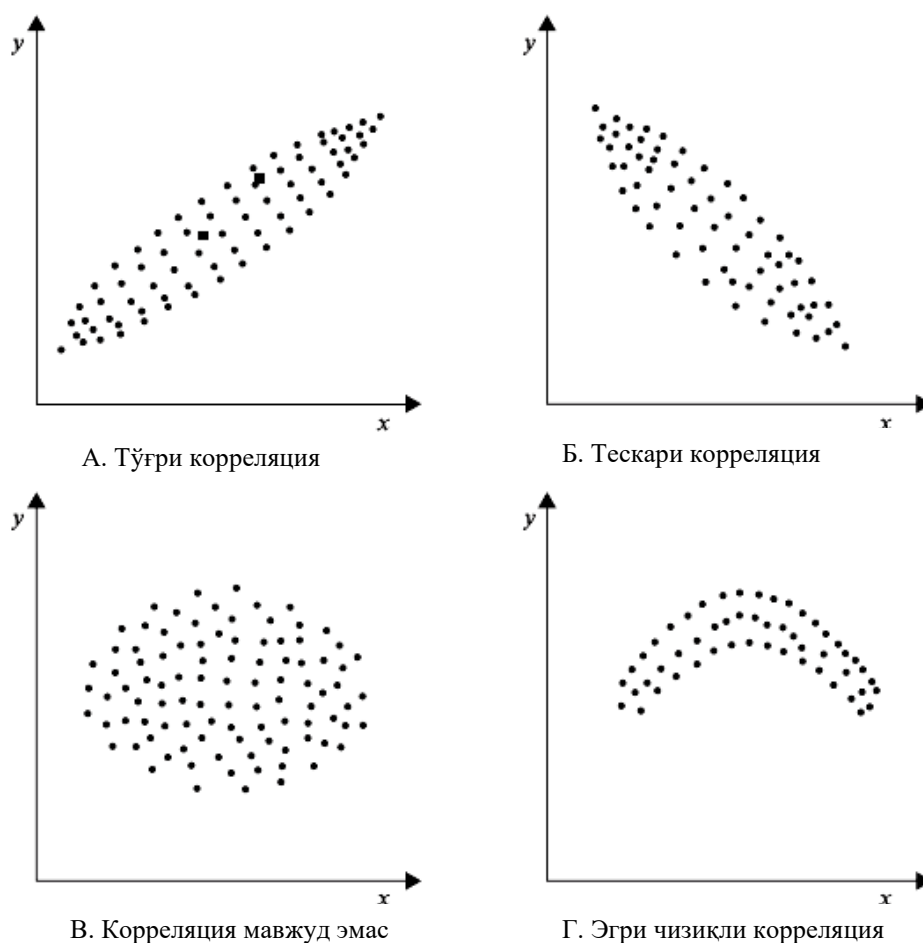 y
y
x
x
А. Тўғри корреляция
Б. Тескари корреляция
y
y
x
x
В. Корреляция мавжуд эмас
Г. Эгри чизиқли корреляция